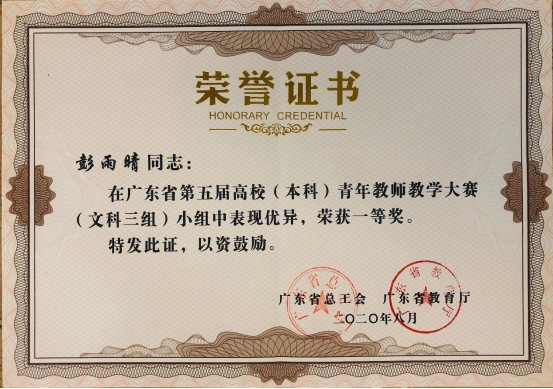 荣誉证书
HONORARY CREDENTIAL
彭雨晴同志：
在广东省第五届高校（本科）青年教师教学大赛
（文科三组）小组中表现优异，荣获一等奖。
特发此证，以资鼓励。
广东省总工会 广东省教育厅
二〇二〇年八月